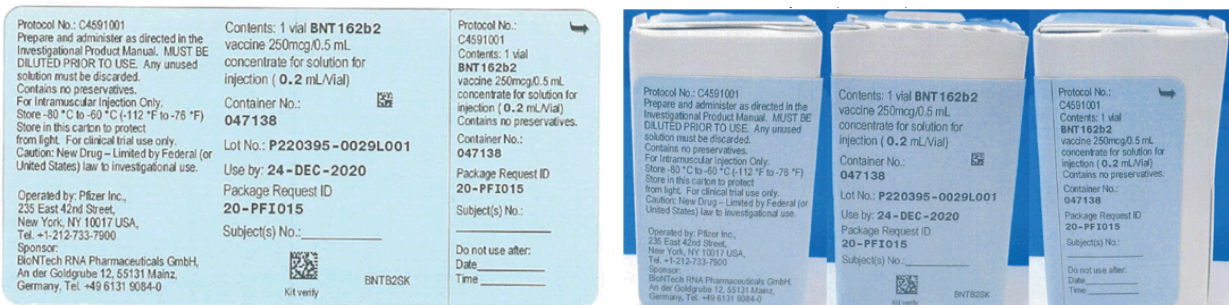 Protocol No.: C4591001
Prepare and administer as directed in the
Investigational Product Manual. MUST BE
DILUTED PRIOR TO USE. Any unused
solution must be discarded.
Contains no preservatives.
For Intramuscular Injection Only.
Store -80 °C to -60 °C (-112 °F to -76 °F)
Store in this carton to protect
from light. For clinical trial use only.
Caution: New Drug – Limited by Federal (or
United States) law to investigational use.
Operated by: Pfizer Inc.,
235 East 42nd Street,
New York, NY 10017 USA,
Tel. +1-212-733-7900
Sponsor:
BioNTech RNA Pharmaceuticals GmbH,
An der Goldgrube 12, 55131 Mainz,
Germany, Tel. +49 6131 9084-0
Contents: 1 vial BNT162b2
vaccine 250mcg/0.5 mL
concentrate for solution for
injection ( 0.2 mL/Vial)
Container No.:
047138
Lot No.: P220395-0029L001
Use by: 24-DEC-2020
Package Request ID
20-PFI015
Subject(s) No.:
Kit verify
BNTB2SK
Protocol No.:
C4591001
Contents: 1 vial
BNT162b2
vaccine 250mcg/0.5 mL
concentrate for solution for
injection ( 0.2 mL/Vial)
Contains no preservatives.
Container No.:
047138
Package Request ID
20-PFI015
Subject(s) No.:
Do not use after:
Date
Time
Protocol No.: C4591001
Prepare and administer as directed in the
Investigational Product Manual. MUST BE
DILUTED PRIOR TO USE. Any unused
solution must be discarded.
Contains no preservatives.
For Intramuscular Injection Only.
Store -80 °C to -60 °C (-112 °F to -76 °F)
Store in this carton to protect
from light. For clinical trial use only.
Caution: New Drug – Limited by Federal (or
United States) law to investigational use.
Operated by: Pfizer Inc.,
235 East 42nd Street,
New York, NY 10017 USA,
Tel. +1-212-733-7900
Sponsor:
BioNTech RNA Pharmaceuticals GmbH,
An der Goldgrube 12, 55131 Mainz,
Germany, Tel. +49 6131 9084-0
Contents: 1 vial BNT162b2
vaccine 250mcg/0.5 mL
concentrate for solution for
injection ( 0.2 mL/Vial)
Container No.:
047138
Lot No.: P220395-0029L001
Use by: 24-DEC-2020
Package Request ID
20-PFI015
Subject(s) No.:
Kit verify
BNTB2SK
Protocol No.:
C4591001
Contents: 1 vial
BNT162b2
vaccine 250mcg/0.5 mL
concentrate for solution for
injection ( 0.2 mL/Vial)
Contains no preservatives.
Container No.:
047138
Package Request ID
20-PFI015
Subject(s) No.:
Do not use after:
Date
Time